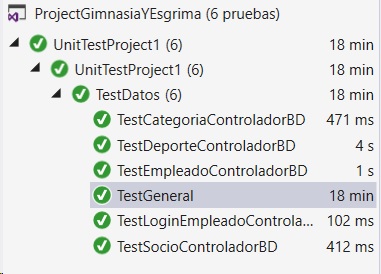 ProjectGimnasiaYEsgrima (6 pruebas)
UnitTestProject1 (6) 18 min
UnitTestProject1 (6) 18 min
TestDatos (6) 18 min
TestCategoriaControladorBD 471 ms
TestDeporteControladorBD 4 s
TestEmpleadoControladorBD 1 s
TestGeneral 18 min
TestLoginEmpleadoControla... 102 ms
TestSocioControladorBD 412 ms